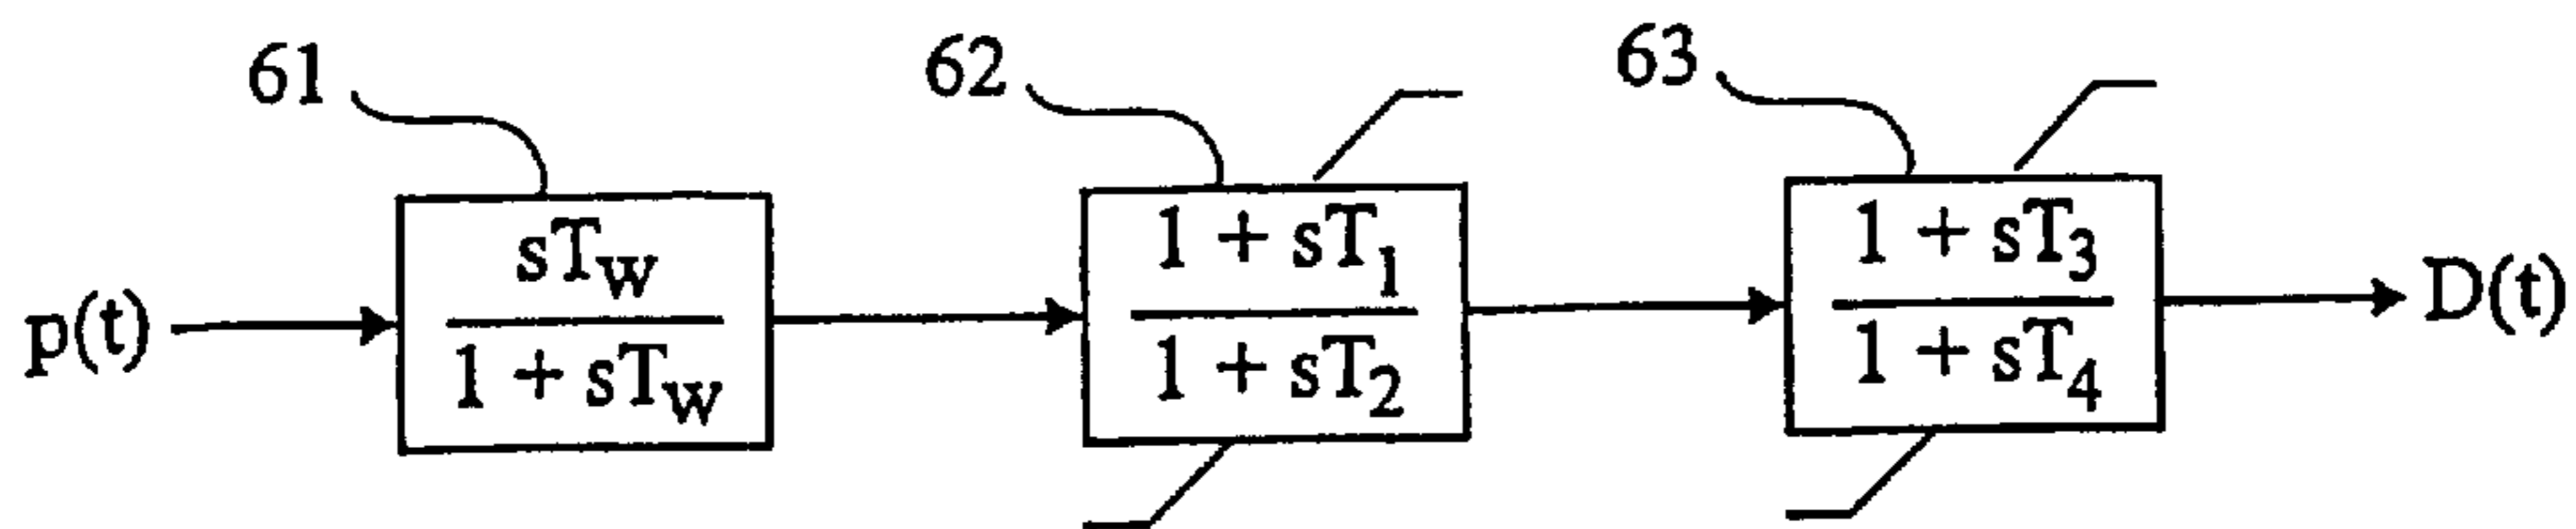 61
62
63
p(t)
sT_w
1 + sT_w
1 + sT_1
1 + sT_2
1 + sT_3
1 + sT_4
D(t)